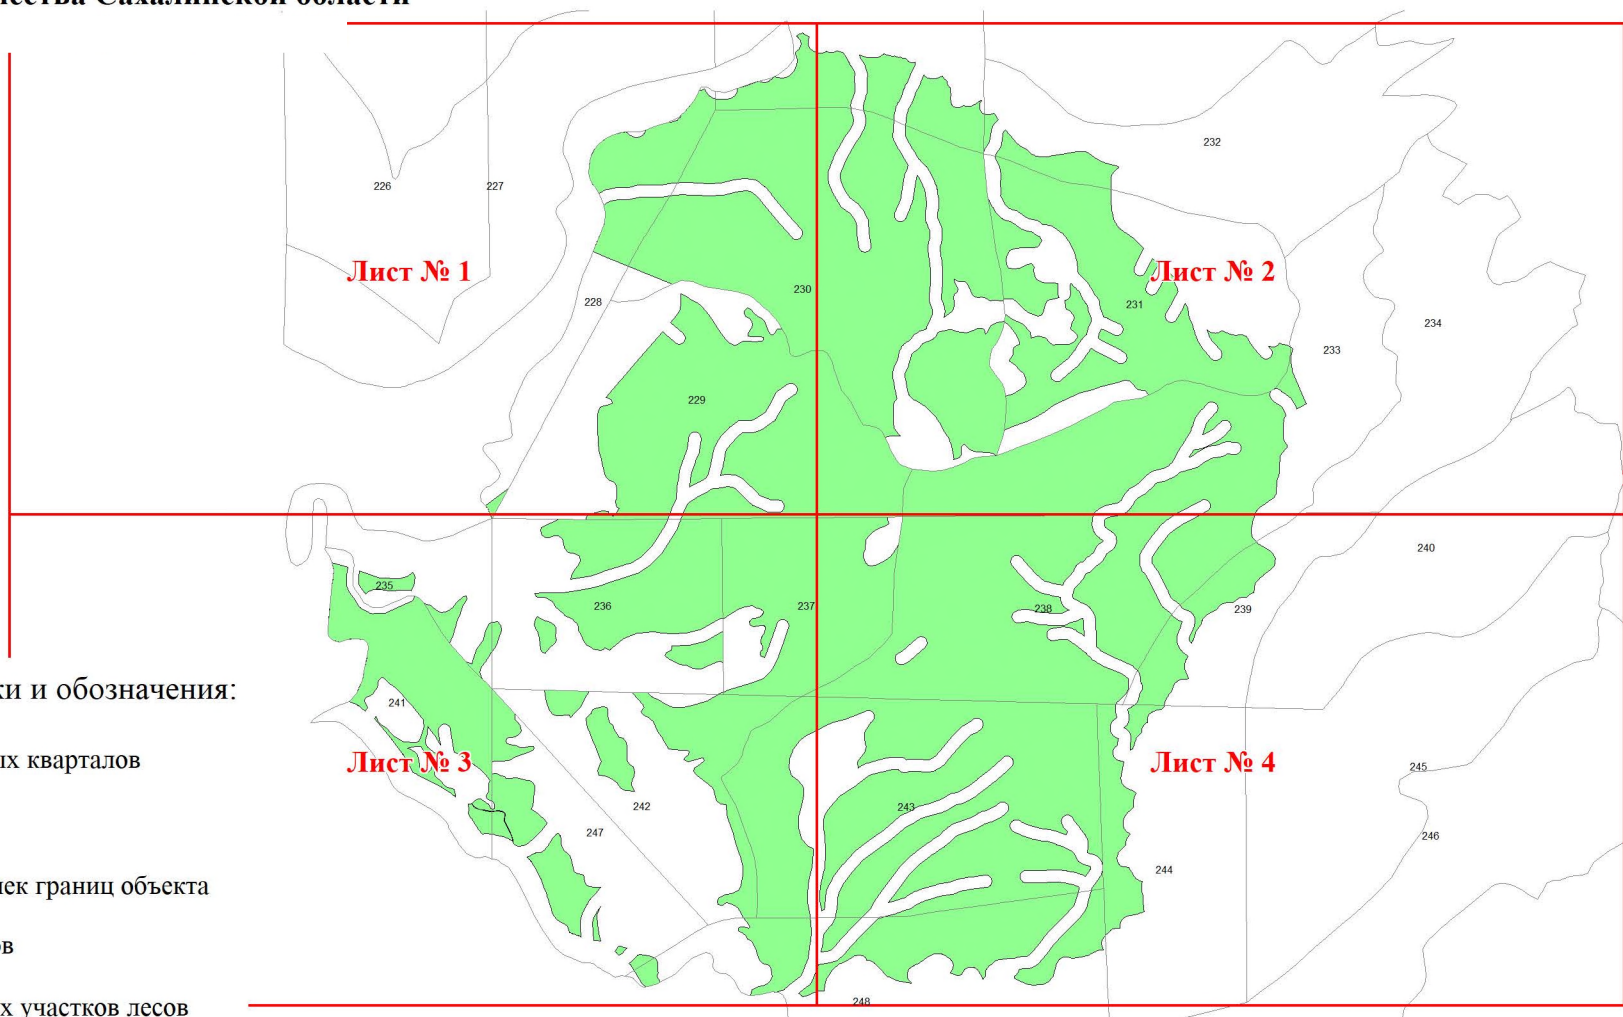 Сахалинской области
232
226
227
Лист № 1
Лист № 2
230
228
231
234
233
229
240
235
236
237
238
239
ки и обозначения:
241
ых кварталов
Лист № 3
Лист № 4
245
242
243
247
246
244
чек границ объекта
ов
ых участков лесов
248